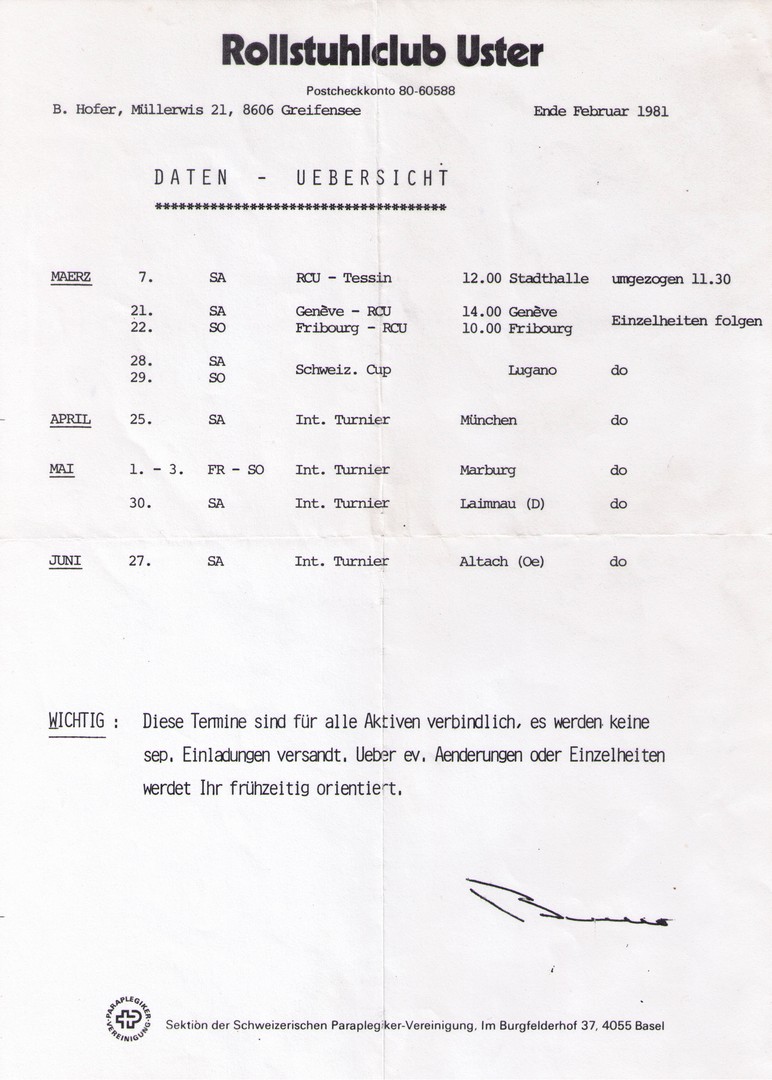 Rollstuhlclub Uster
Postcheckkonto 80-60588
B. Hofer, Müllerwis 21, 8606 Greifensee Ende Februar 1981
DATEN - UEBERSICHT
*************************************
MAERZ 7. SA RCU - Tessin 12.00 Stadthalle umgezogen 11.30
21. SA Genève - RCU 14.00 Genève
22. SO Fribourg - RCU 10.00 Fribourg
Einzelheiten folgen
28. SA
29. SO
Schweiz. Cup Lugano do
APRIL 25. SA Int. Turnier München do
MAI 1. - 3. FR - SO Int. Turnier Marburg do
30. SA Int. Turnier Laimnau (D) do
JUNI 27. SA Int. Turnier Altach (Oe) do
WICHTIG : Diese Termine sind für alle Aktiven verbindlich, es werden keine
sep. Einladungen versandt. Ueber ev. Aenderungen oder Einzelheiten
werdet Ihr frühzeitig orientiert.
PARAPLEGIKER-VEREINIGUNG
Sektion der Schweizerischen Paraplegiker-Vereinigung, Im Burgfelderhof 37, 4055 Basel